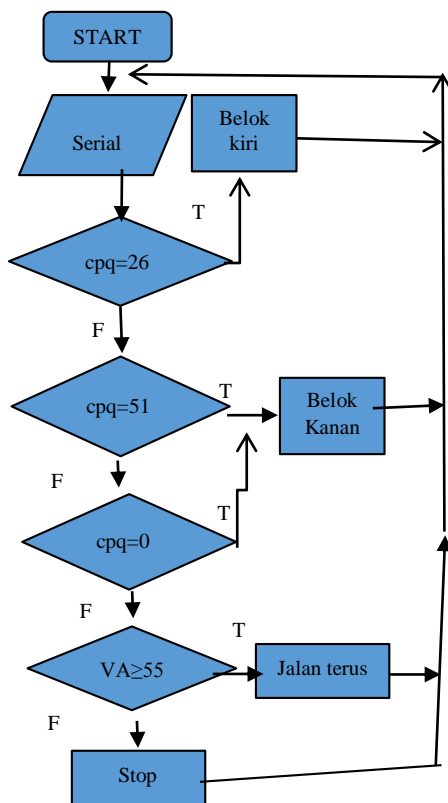 START
Serial
Belok
kiri
T
cpq=26
F
cpq=51
T
Belok
Kanan
F
T
cpq=0
F
T
VA≥55
Jalan terus
F
Stop